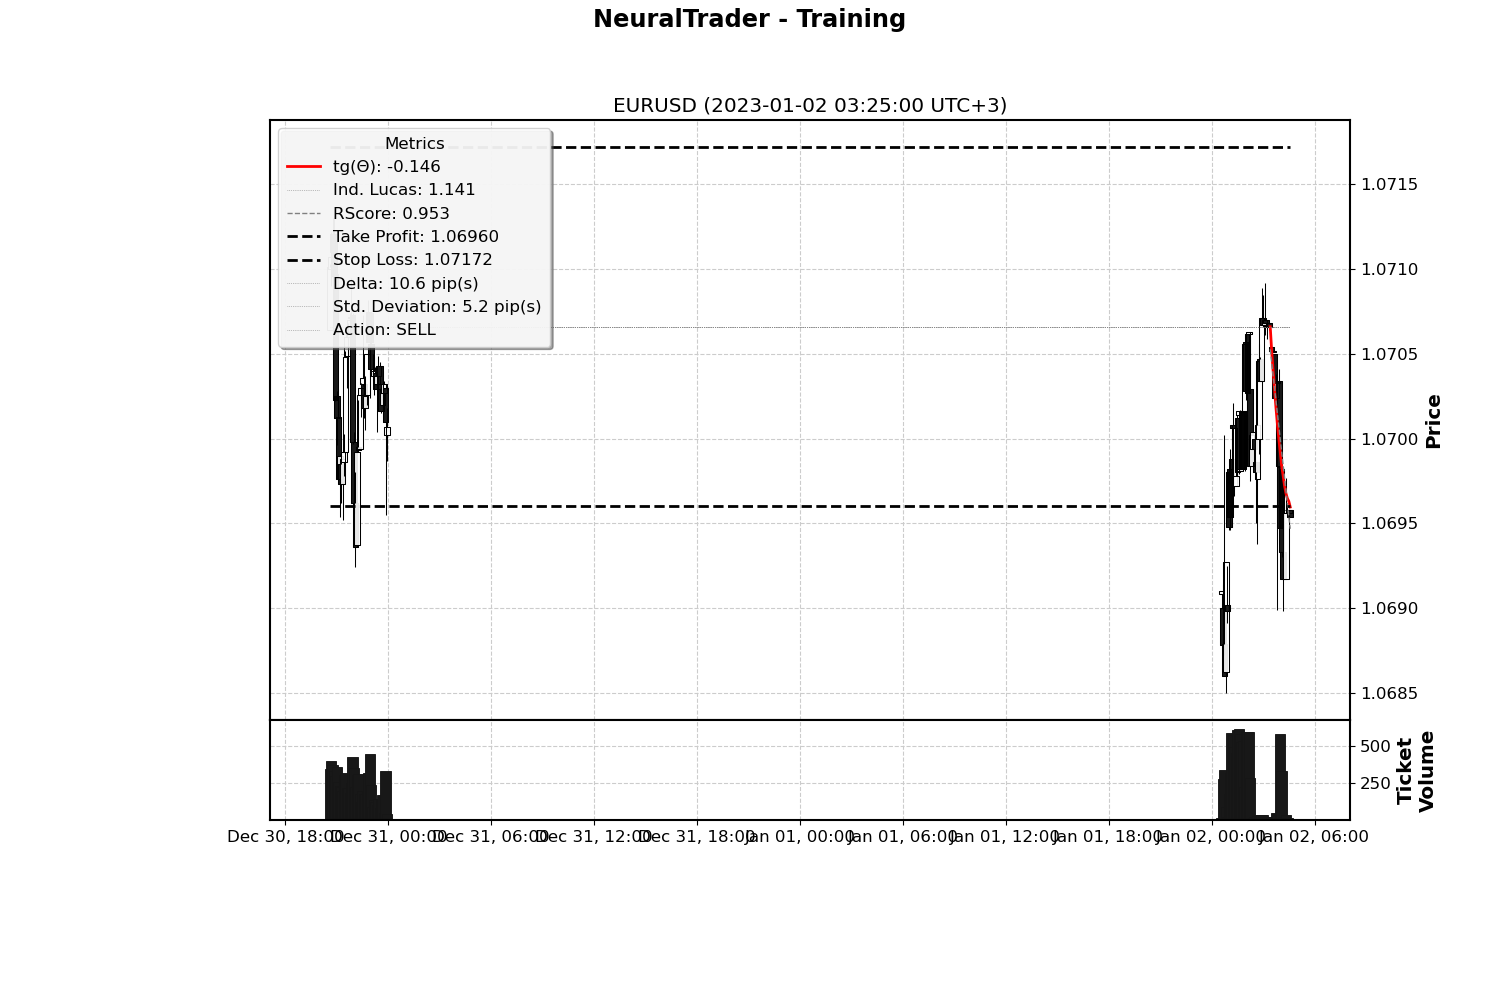 NeuralTrader - Training
EURUSD (2023-01-02 03:25:00 UTC+3)
Metrics
tg(Θ): -0.146
Ind. Lucas: 1.141
RScore: 0.953
Take Profit: 1.06960
Stop Loss: 1.07172
Delta: 10.6 pip(s)
Std. Deviation: 5.2 pip(s)
Action: SELL
1.0715
1.0710
1.0705
1.0700
1.0695
1.0690
1.0685
Price
500
250
Ticket
Volume
Dec 30, 18:00
Dec 31, 00:00
Dec 31, 06:00
Dec 31, 12:00
Dec 31, 18:00
Jan 01, 00:00
Jan 01, 06:00
Jan 01, 12:00
Jan 01, 18:00
Jan 02, 00:00
Jan 02, 06:00